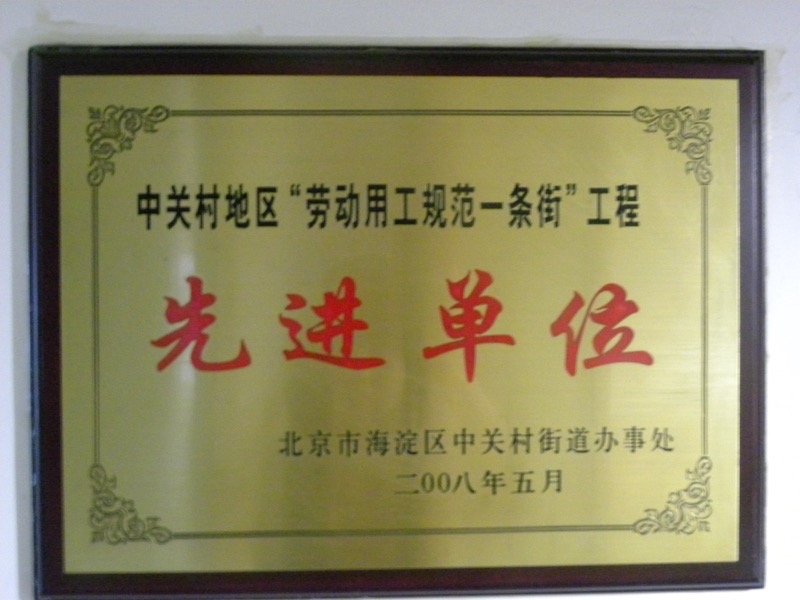 中关村地区“劳动用工规范一条街”工程
先进单位
北京市海淀区中关村街道办事处
二00八年五月